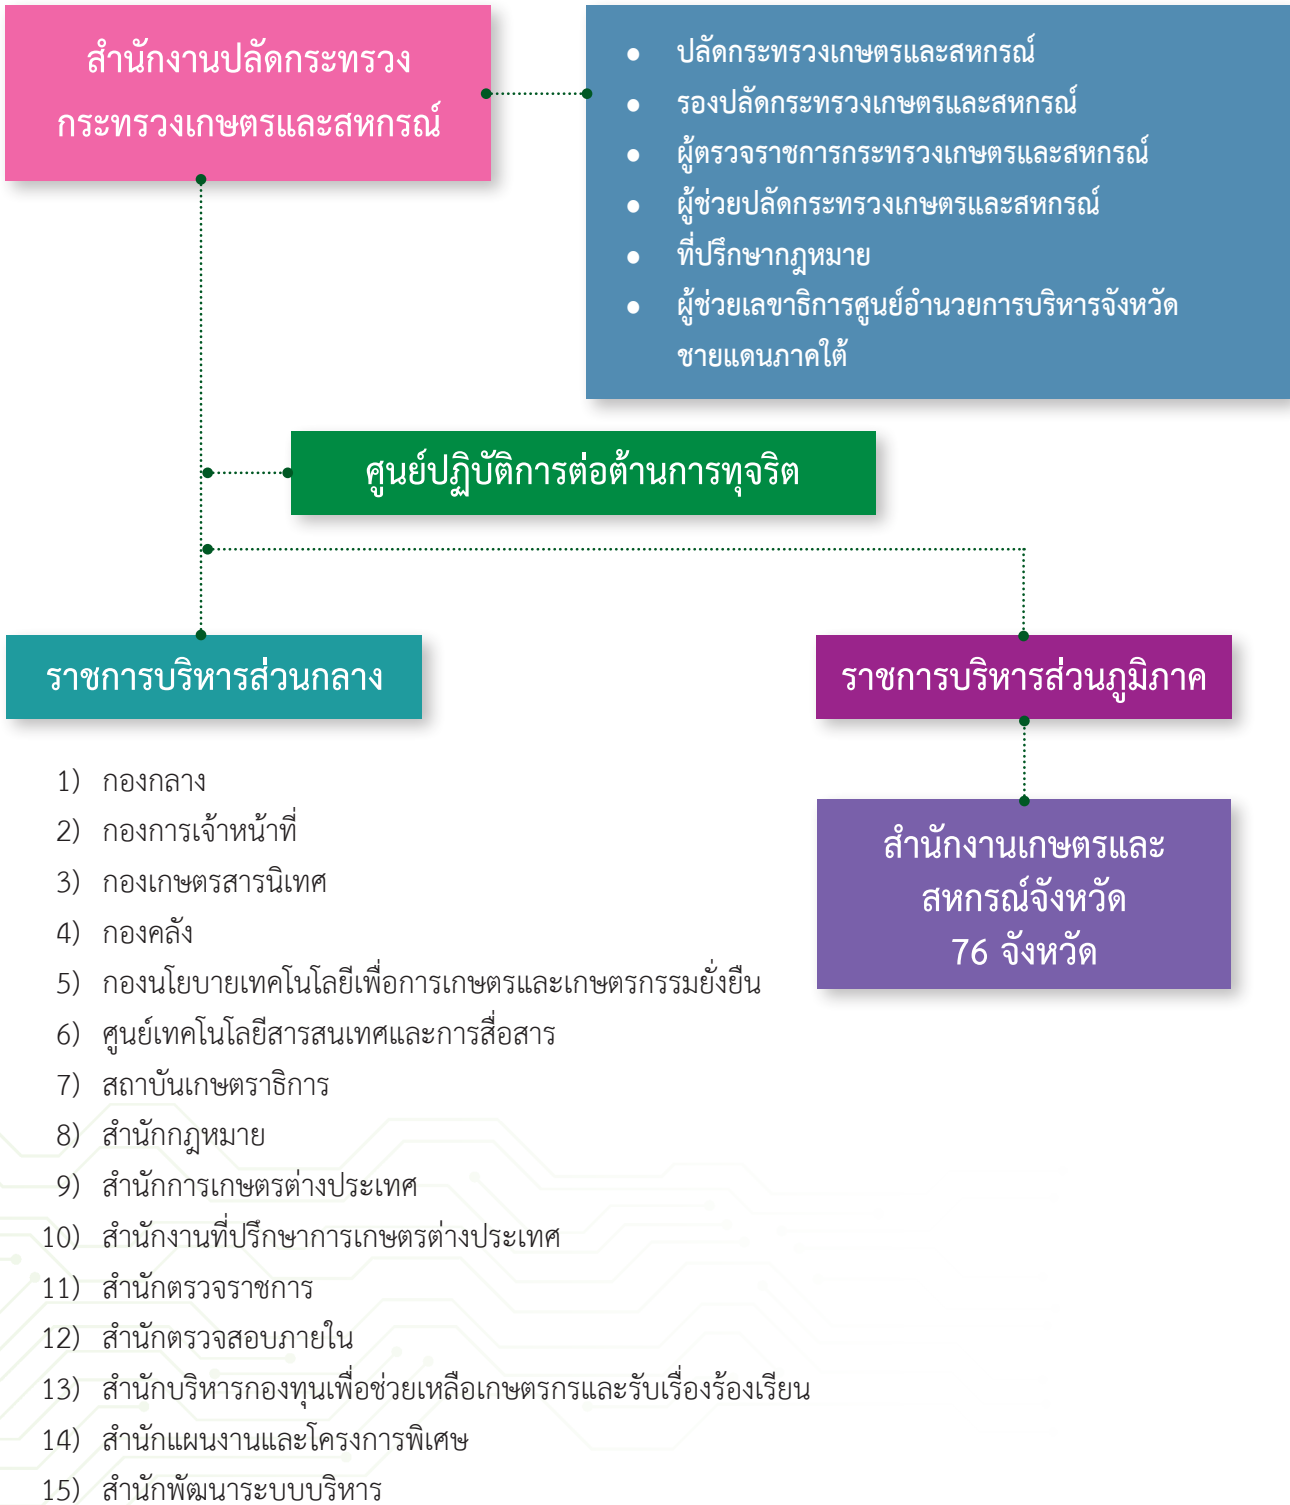 สำนักงานปลัดกระทรวง
กระทรวงเกษตรและสหกรณ์
● ปลัดกระทรวงเกษตรและสหกรณ์
● รองปลัดกระทรวงเกษตรและสหกรณ์
● ผู้ตรวจราชการกระทรวงเกษตรและสหกรณ์
● ผู้ช่วยปลัดกระทรวงเกษตรและสหกรณ์
● ที่ปรึกษากฎหมาย
● ผู้ช่วยเลขาธิการศูนย์อำนวยการบริหารจังหวัด
ชายแดนภาคใต้
ศูนย์ปฏิบัติการต่อต้านการทุจริต
ราชการบริหารส่วนกลาง
1) กองกลาง
2) กองการเจ้าหน้าที่
3) กองเกษตรสารนิเทศ
4) กองคลัง
5) กองนโยบายเทคโนโลยีเพื่อการเกษตรและเกษตรกรรมยั่งยืน
6) ศูนย์เทคโนโลยีสารสนเทศและการสื่อสาร
7) สถาบันเกษตราธิการ
8) สำนักกฎหมาย
9) สำนักการเกษตรต่างประเทศ
10) สำนักงานที่ปรึกษาการเกษตรต่างประเทศ
11) สำนักตรวจราชการ
12) สำนักตรวจสอบภายใน
13) สำนักบริหารกองทุนเพื่อช่วยเหลือเกษตรกรและรับเรื่องร้องเรียน
14) สำนักแผนงานและโครงการพิเศษ
15) สำนักพัฒนาระบบบริหาร
ราชการบริหารส่วนภูมิภาค
สำนักงานเกษตรและ
สหกรณ์จังหวัด
76 จังหวัด